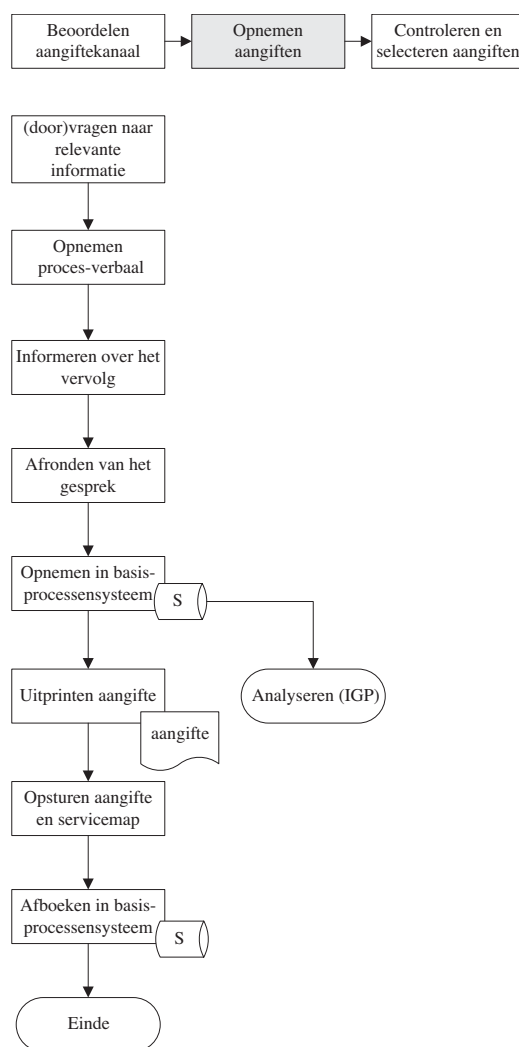 Beoordelen
aangiftekanaal
Opnemen
aangiften
Controleren en
selecteren aangiften
(door)vragen naar
relevante
informatie
Opnemen
proces-verbaal
Informeren over het
vervolg
Afronden van het
gesprek
Opnemen in basis-
processensysteem
S
Analyseren (IGP)
Uitprinten aangifte
aangifte
Opsturen aangifte
en servicemap
Afboeken in basis-
processensysteem
S
Einde